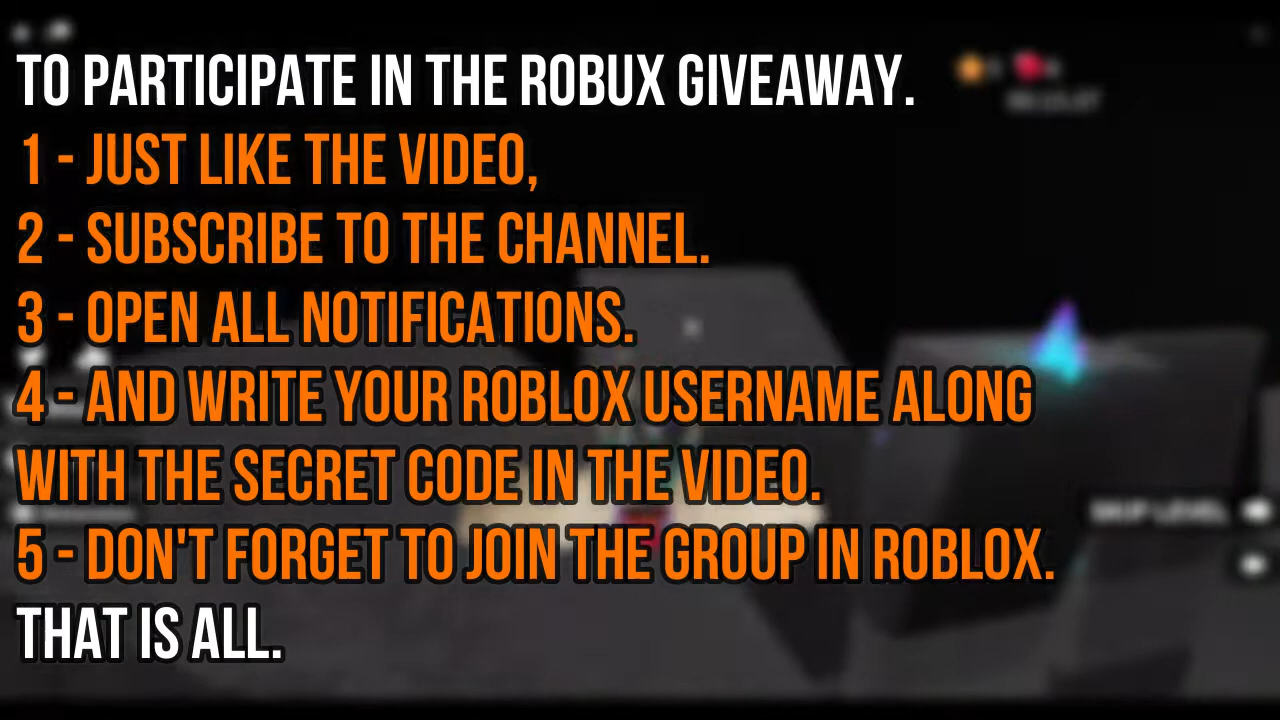 TO PARTICIPATE IN THE ROBUX GIVEAWAY.
1 - JUST LIKE THE VIDEO,
2 - SUBSCRIBE TO THE CHANNEL.
3 - OPEN ALL NOTIFICATIONS.
4 - AND WRITE YOUR ROBLOX USERNAME ALONG
WITH THE SECRET CODE IN THE VIDEO.
5 - DON'T FORGET TO JOIN THE GROUP IN ROBLOX.
THAT IS ALL.
SKIP LEVEL